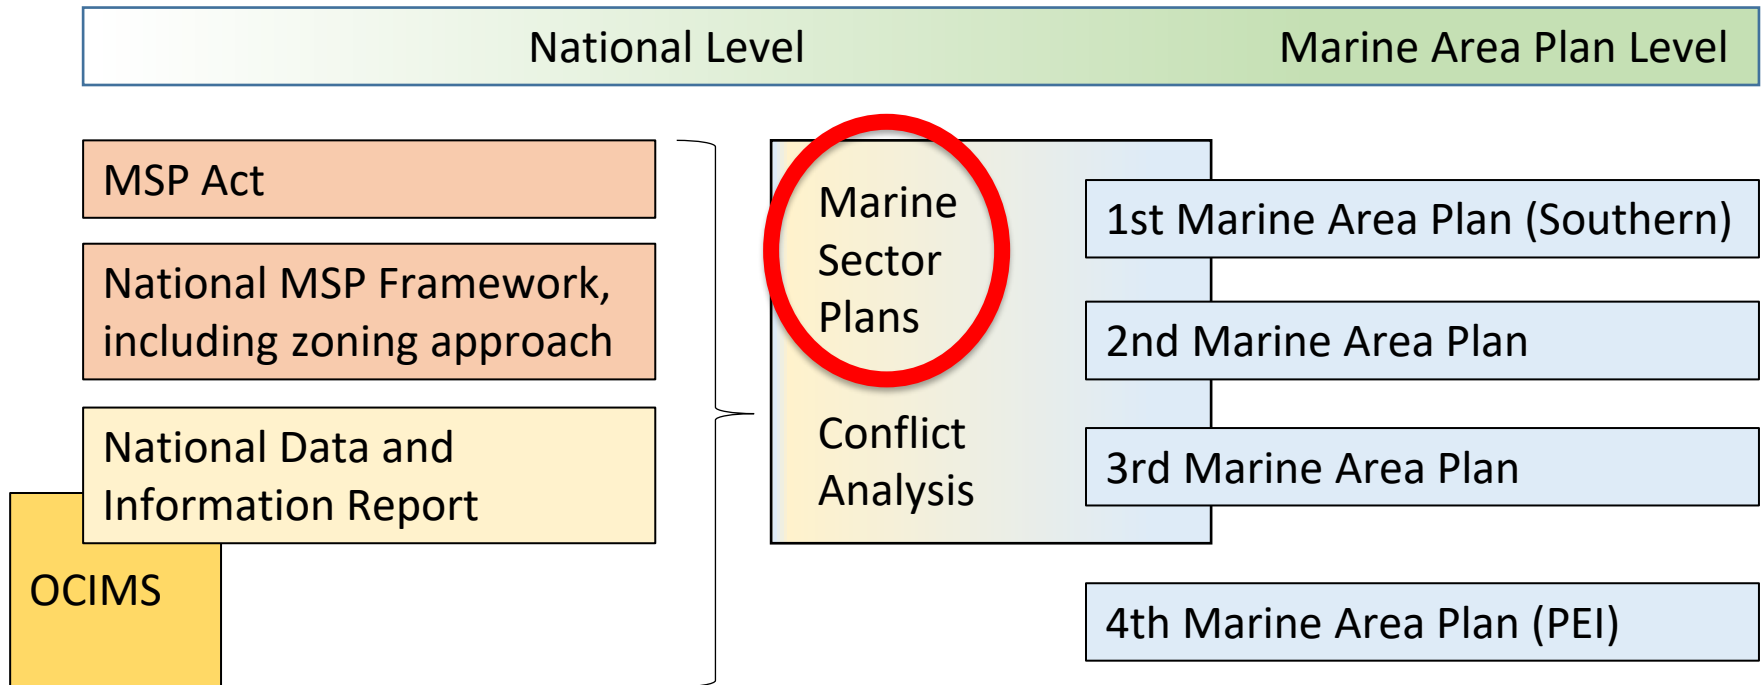 National Level
Marine Area Plan Level
MSP Act
National MSP Framework,
including zoning approach
National Data and
Information Report
OCIMS
Marine
Sector
Plans
Conflict
Analysis
1st Marine Area Plan (Southern)
2nd Marine Area Plan
3rd Marine Area Plan
4th Marine Area Plan (PEI)